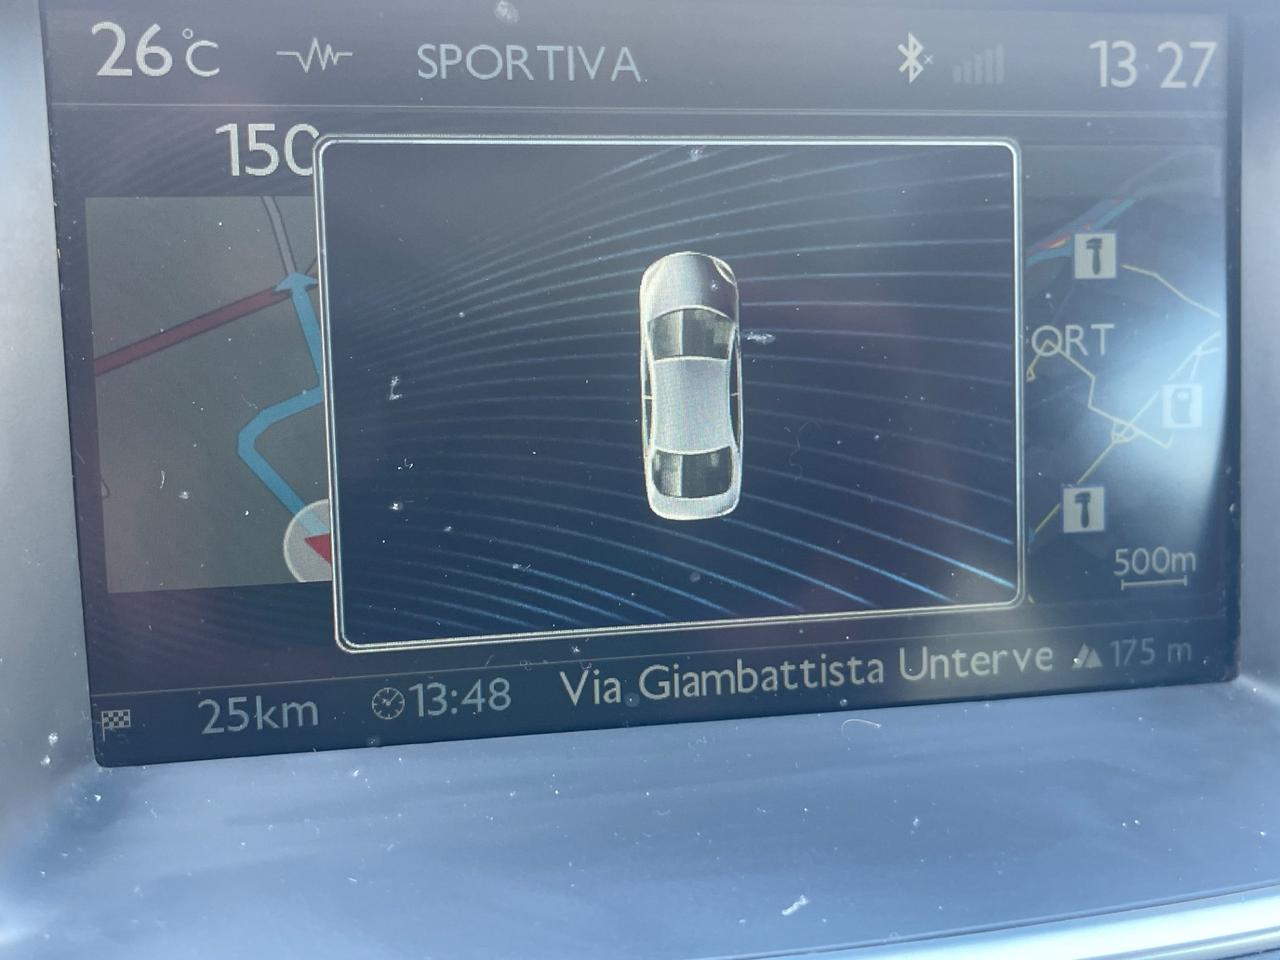 26°C SPORTIVA 13 27
150
ORT
500m
25km 13:48 Via Giambattista Unterve 175 m